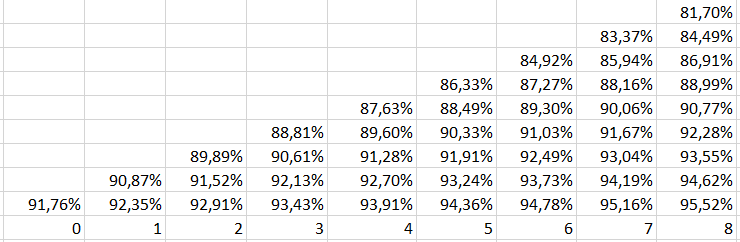 81,70%
83,37% 84,49%
84,92% 85,94% 86,91%
86,33% 87,27% 88,16% 88,99%
87,63% 88,49% 89,30% 90,06% 90,77%
88,81% 89,60% 90,33% 91,03% 91,67% 92,28%
89,89% 90,61% 91,28% 91,91% 92,49% 93,04% 93,55%
90,87% 91,52% 92,13% 92,70% 93,24% 93,73% 94,19% 94,62%
91,76% 92,35% 92,91% 93,43% 93,91% 94,36% 94,78% 95,16% 95,52%
0 1 2 3 4 5 6 7 8